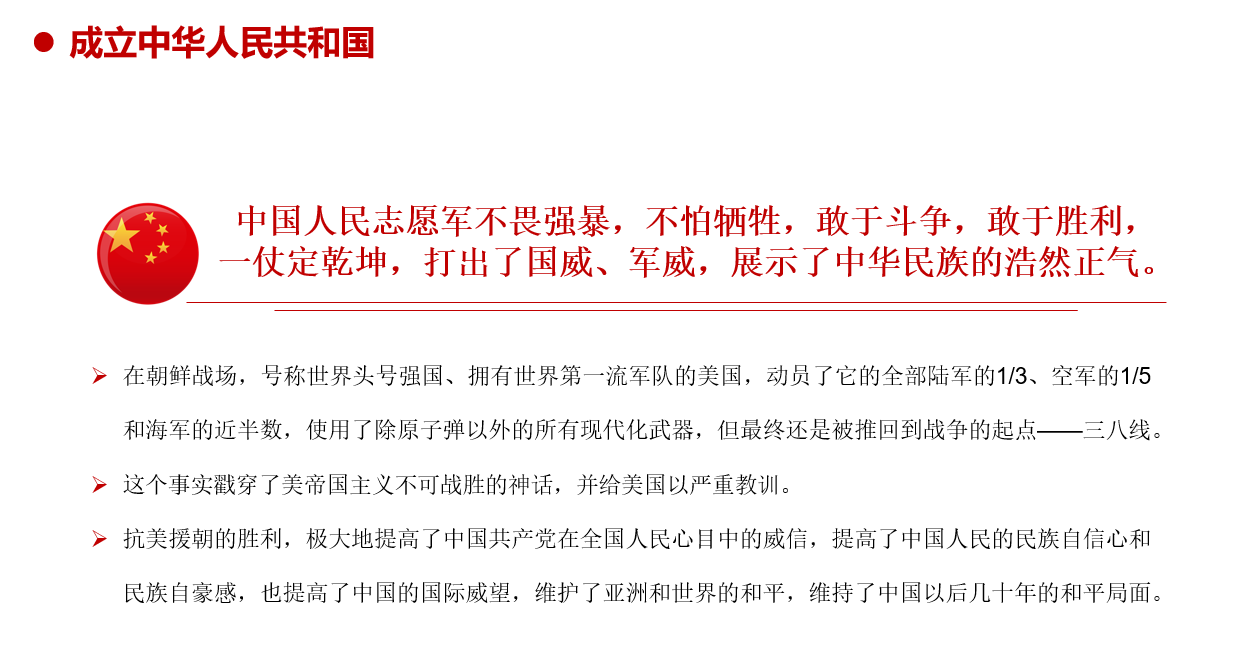 成立中华人民共和国
中国人民志愿军不畏强暴，不怕牺牲，敢于斗争，敢于胜利，
一仗定乾坤，打出了国威、军威，展示了中华民族的浩然正气。
在朝鲜战场，号称世界头号强国、拥有世界第一流军队的美国，动员了它的全部陆军的1/3、空军的1/5
和海军的近半数，使用了除原子弹以外的所有现代化武器，但最终还是被推回到战争的起点——三八线。
这个事实戳穿了美帝国主义不可战胜的神话，并给美国以严重教训。
抗美援朝的胜利，极大地提高了中国共产党在全国人民心目中的威信，提高了中国人民的民族自信心和
民族自豪感，也提高了中国的国际威望，维护了亚洲和世界的和平，维持了中国以后几十年的和平局面。